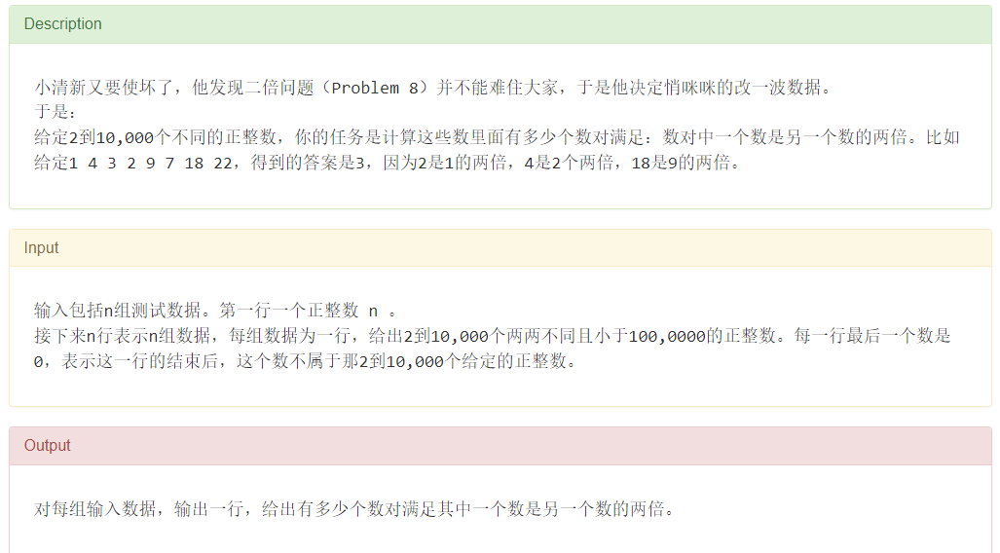 Description
小清新又要使坏了，他发现二倍问题（Problem 8）并不能难住大家，于是他决定悄咪咪的改一波数据。
于是：
给定2到10,000个不同的正整数，你的任务是计算这些数里面有多少个数对满足：数对中一个数是另一个数的两倍。比如
给定1 4 3 2 9 7 18 22，得到的答案是3，因为2是1的两倍，4是2个两倍，18是9的两倍。
Input
输入包括n组测试数据。第一行一个正整数 n 。
接下来n行表示n组数据，每组数据为一行，给出2到10,000个两两不同且小于100,0000的正整数。每一行最后一个数是
0，表示这一行的结束后，这个数不属于那2到10,000个给定的正整数。
Output
对每组输入数据，输出一行，给出有多少个数对满足其中一个数是另一个数的两倍。